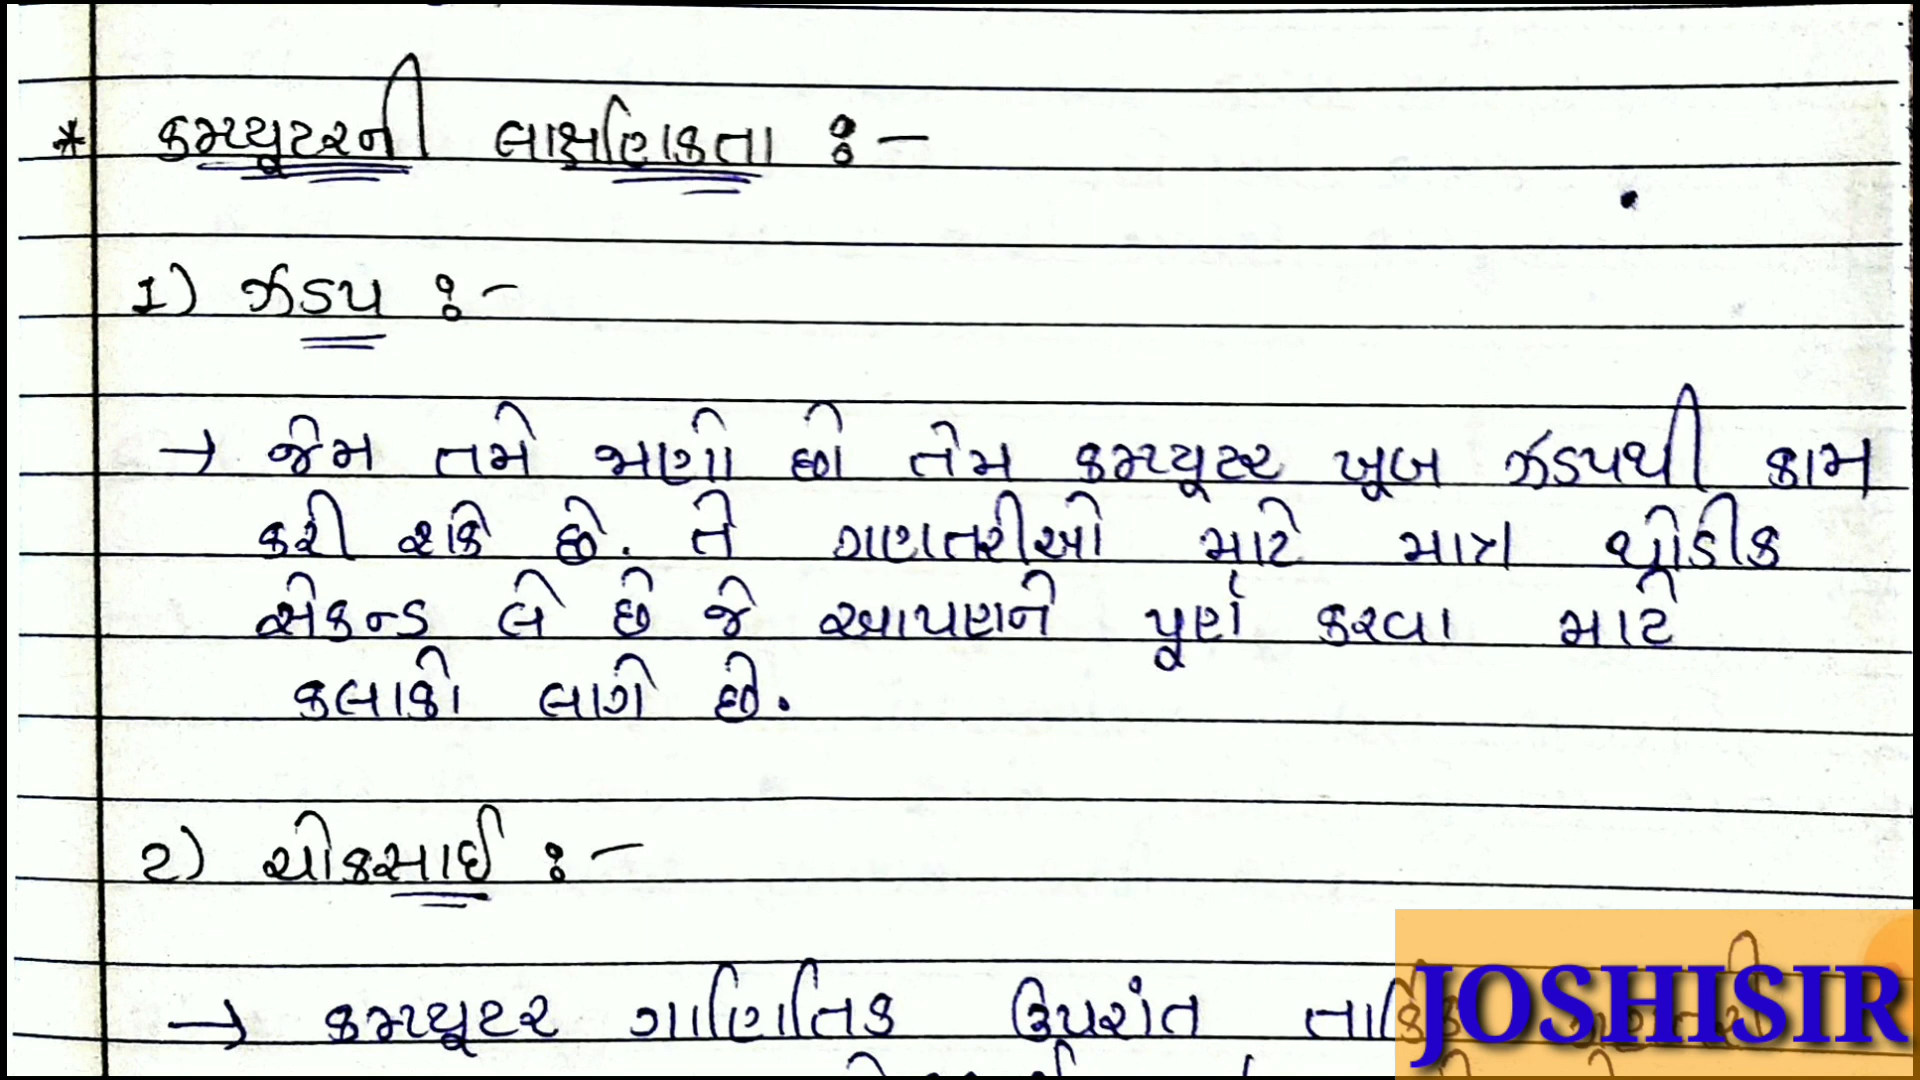 * કમ્પ્યૂટરની લાક્ષણિકતા :-
1) ઝડપ :-
→ જેમ તમે જાણો છો તેમ કમ્પ્યૂટર ખૂબ ઝડપથી કામ
કરી શકે છે. તે ગણતરીઓ માટે માત્ર થોડીક
સેકન્ડ લે છે જે આપણને પૂર્ણ કરવા માટે
કલાકો લાગે છે.
2) ચોકસાઈ :-
→ કમ્પ્યૂટર ગાણિતિક ઉપરાંત તાર્કિક
JOSHISIR